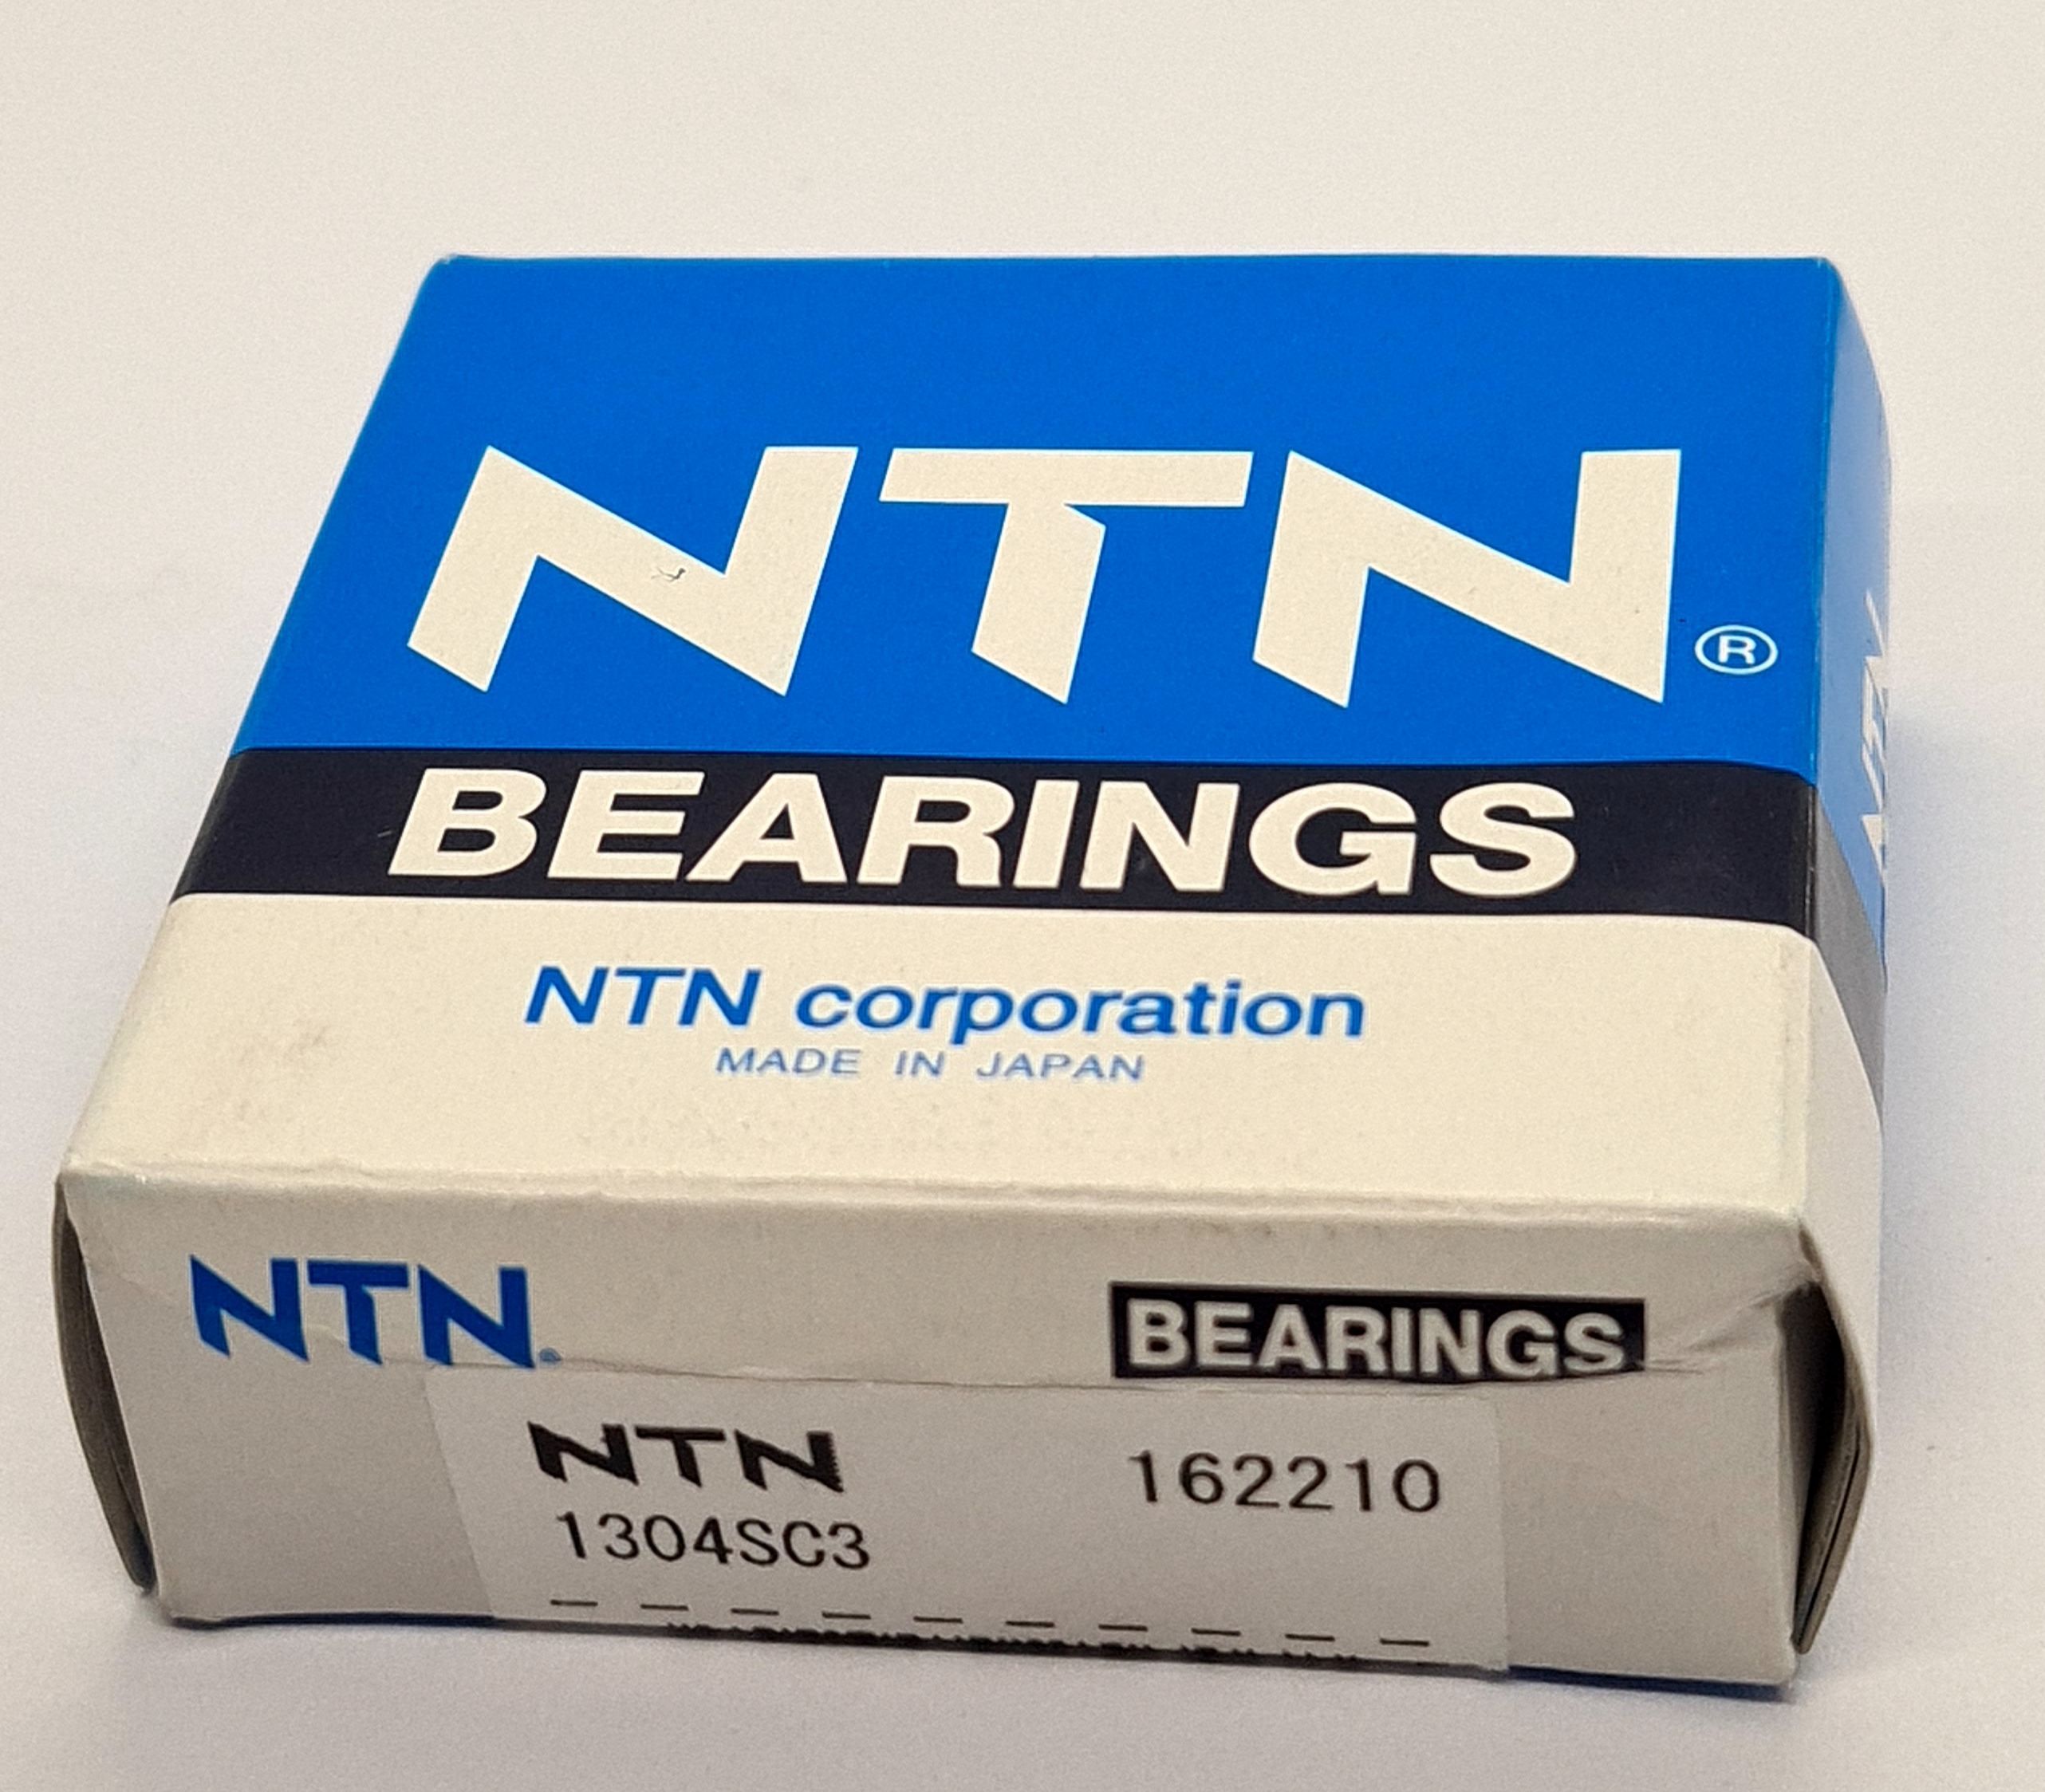 NTN®
BEARINGS
NTN corporation
MADE IN JAPAN
NTN® BEARINGS
NTN 162210
1304SC3